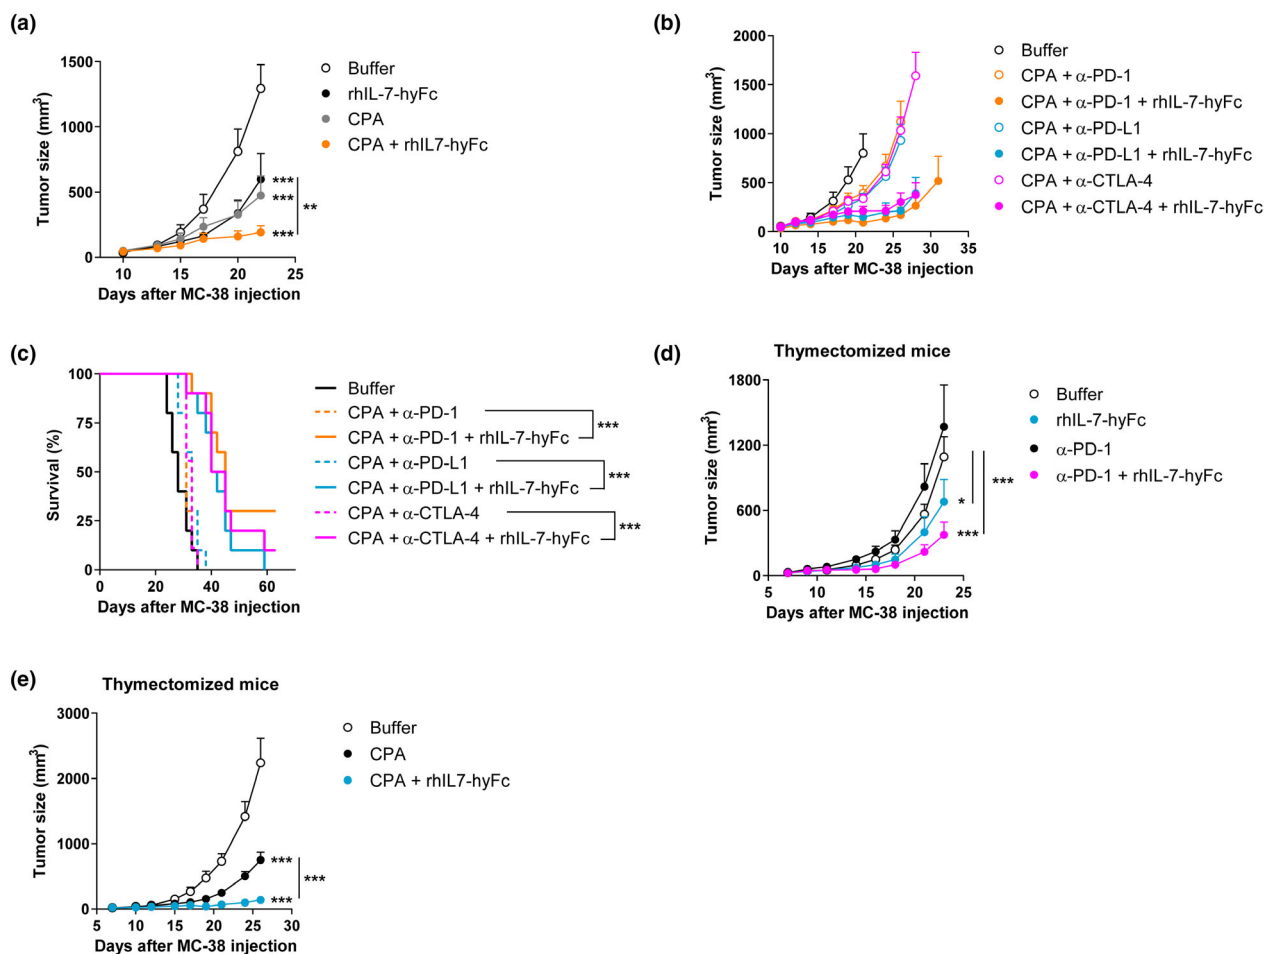 (a)
Tumor size (mm³)
1500
1000
500
0
10
15
20
25
Days after MC-38 injection
Buffer
rhIL-7-hyFc
CPA
CPA + rhIL7-hyFc
***
***
**
***
(b)
Tumor size (mm³)
2000
1500
1000
500
0
10
15
20
25
30
35
Days after MC-38 injection
Buffer
CPA + α-PD-1
CPA + α-PD-1 + rhIL-7-hyFc
CPA + α-PD-L1
CPA + α-PD-L1 + rhIL-7-hyFc
CPA + α-CTLA-4
CPA + α-CTLA-4 + rhIL-7-hyFc
(c)
Survival (%)
100
75
50
25
0
0
20
40
60
Days after MC-38 injection
Buffer
CPA + α-PD-1
CPA + α-PD-1 + rhIL-7-hyFc
***
CPA + α-PD-L1
CPA + α-PD-L1 + rhIL-7-hyFc
***
CPA + α-CTLA-4
CPA + α-CTLA-4 + rhIL-7-hyFc
***
(d)
Thymectomized mice
Tumor size (mm³)
1800
1200
600
0
5
10
15
20
25
Days after MC-38 injection
Buffer
rhIL-7-hyFc
α-PD-1
α-PD-1 + rhIL-7-hyFc
*
***
***
(e)
Thymectomized mice
Tumor size (mm³)
3000
2000
1000
0
5
10
15
20
25
30
Days after MC-38 injection
Buffer
CPA
CPA + rhIL7-hyFc
***
***
***